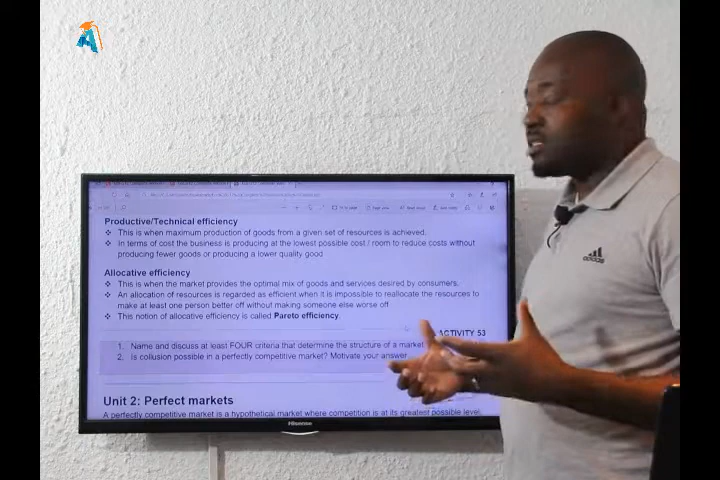 Productive/Technical efficiency
❖ This is when maximum production of goods from a given set of resources is achieved.
❖ In terms of cost the business is producing at the lowest possible cost / room to reduce costs without
producing fewer goods or producing a lower quality good
Allocative efficiency
❖ This is when the market provides the optimal mix of goods and services desired by consumers.
❖ An allocation of resources is regarded as efficient when it is impossible to reallocate the resources to
make at least one person better off without making someone else worse off
❖ This notion of allocative efficiency is called Pareto efficiency.
ACTIVITY 53
1. Name and discuss at least FOUR criteria that determine the structure of a market
2. Is collusion possible in a perfectly competitive market? Motivate your answer
Unit 2: Perfect markets
A perfectly competitive market is a hypothetical market where competition is at its greatest possible level.
Hisense
adidas